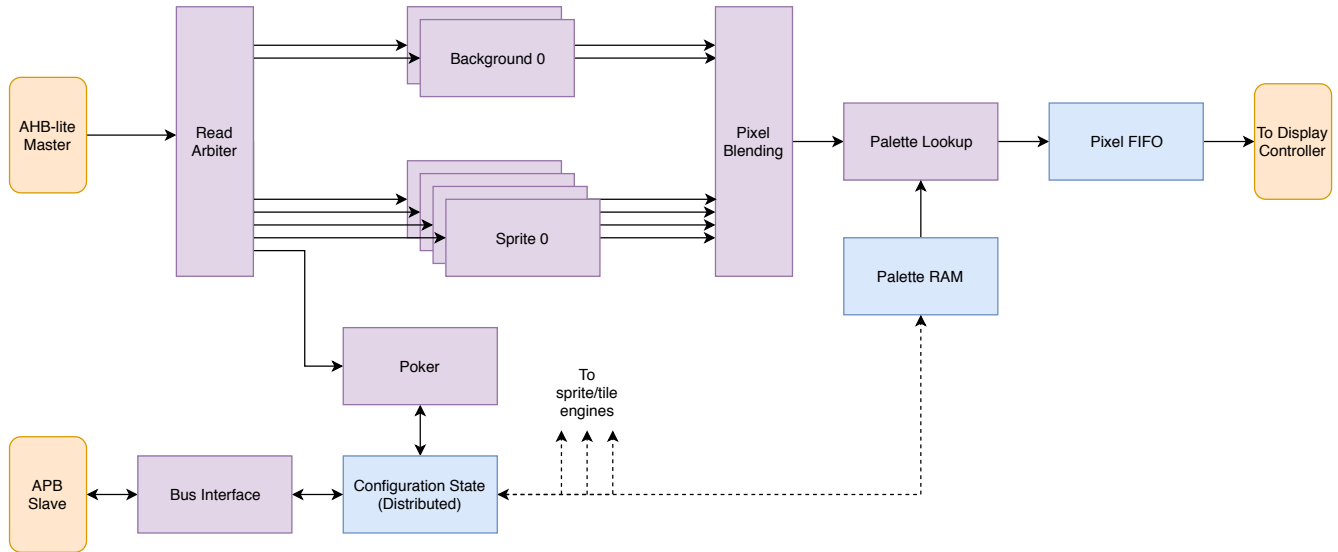 Background 0
AHB-lite
Master
Read
Arbiter
Pixel
Blending
Palette Lookup
Pixel FIFO
To Display
Controller
Sprite 0
Palette RAM
Poker
To
sprite/tile
engines
APB
Slave
Bus Interface
Configuration State
(Distributed)